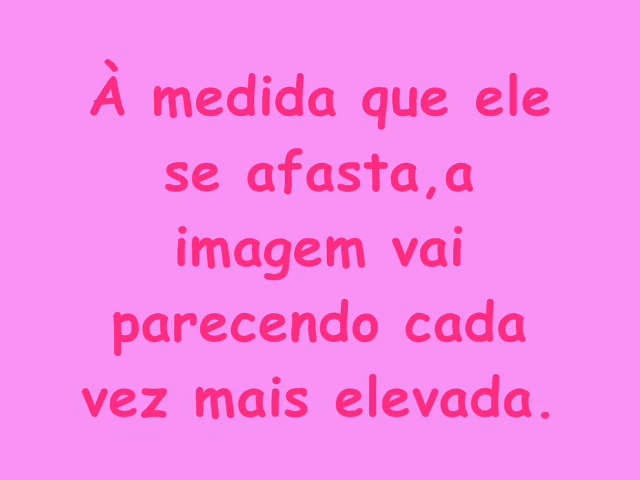 À medida que ele
se afasta,a
imagem vai
parecendo cada
vez mais elevada.